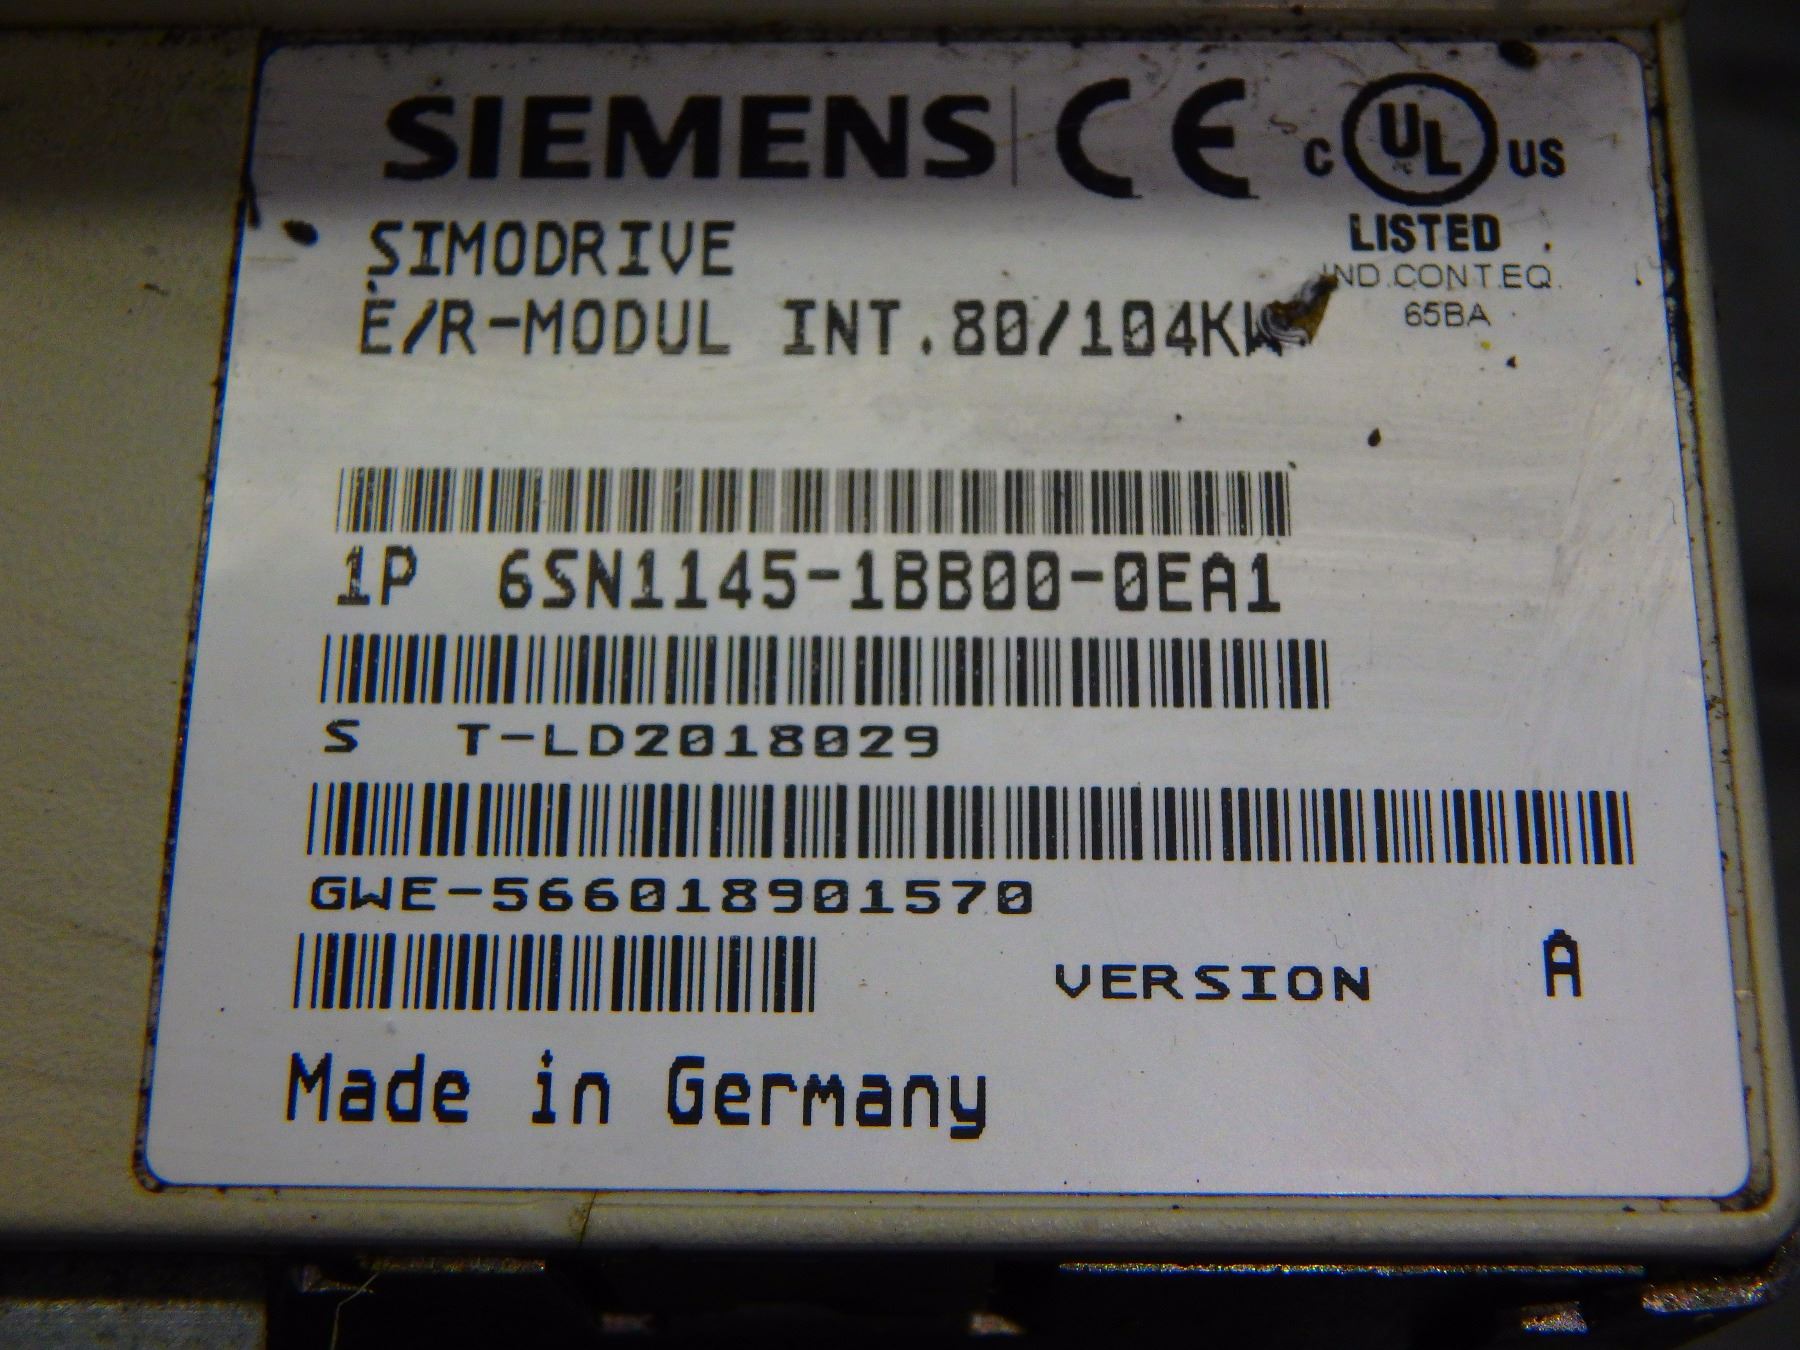 SIEMENS CE C UL US
LISTED
SIMODRIVE
IND.CONT.EQ.
E/R-MODUL INT.80/104KW
65BA
1P 6SN1145-1BB00-0EA1
S T-LD2018029
GWE-566018901570
VERSION A
Made in Germany